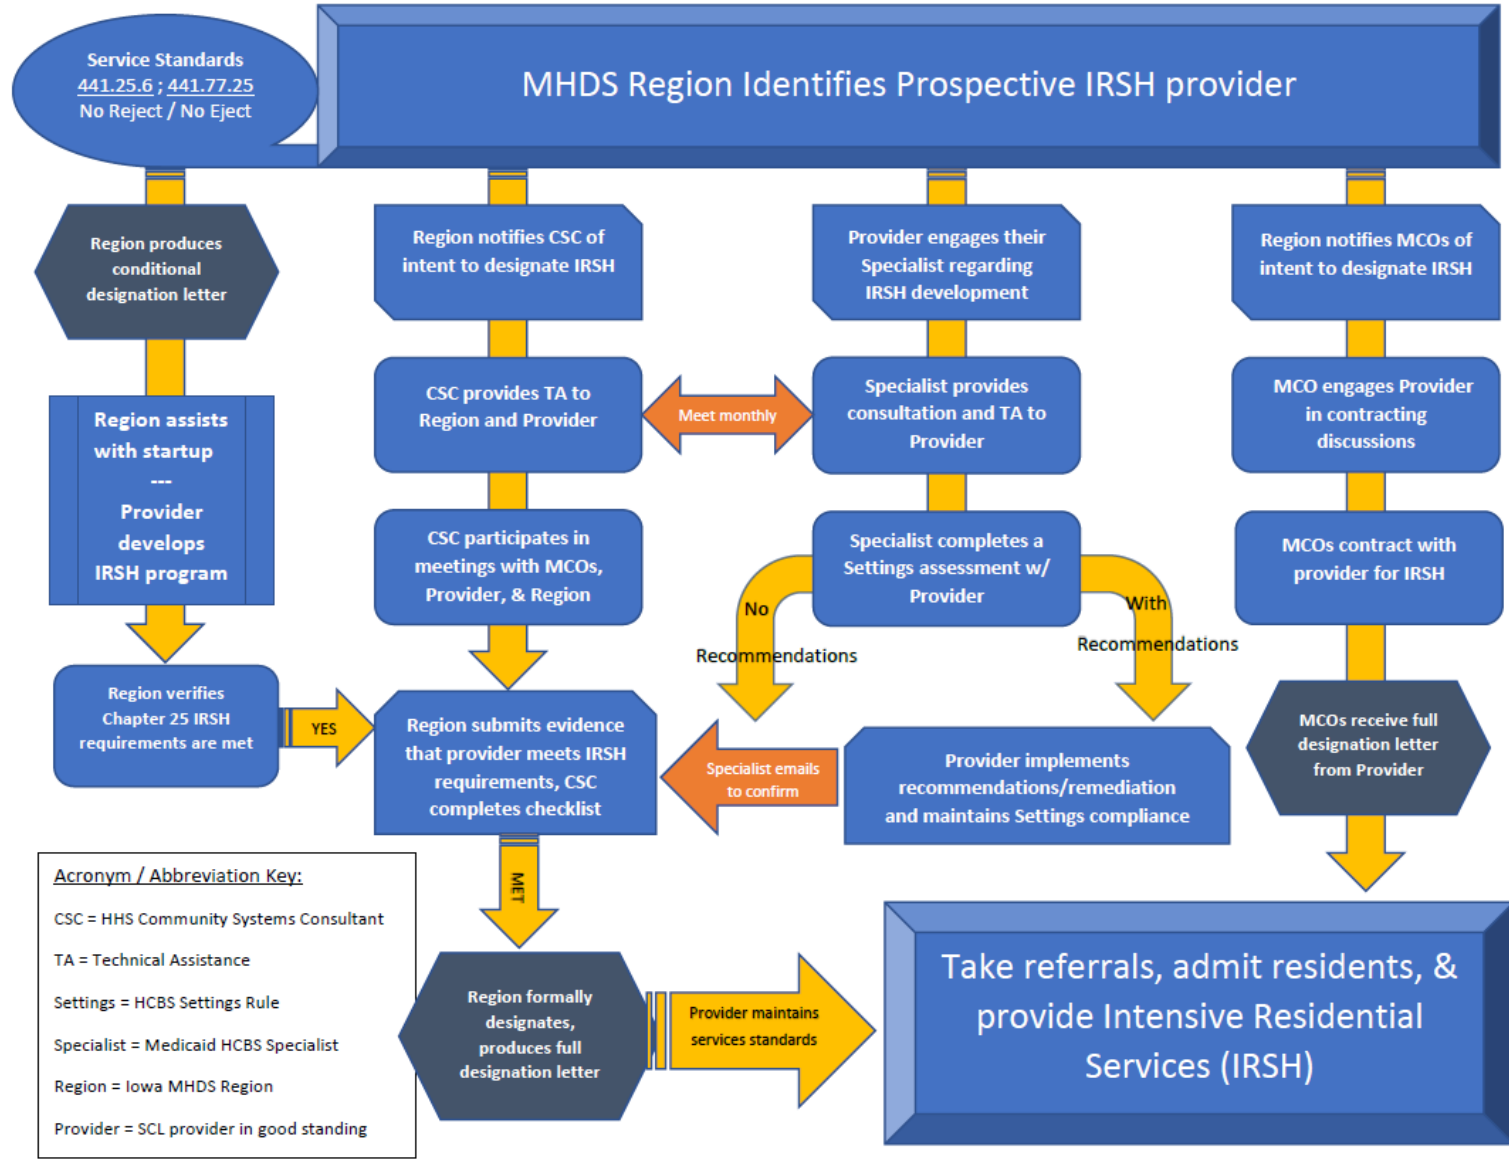 Service Standards
441.25.6 ; 441.77.25
No Reject / No Eject
MHDS Region Identifies Prospective IRSH provider
Region produces
conditional
designation letter
Region notifies CSC of
intent to designate IRSH
Provider engages their
Specialist regarding
IRSH development
Region notifies MCOs of
intent to designate IRSH
Region assists
with startup
---
Provider
develops
IRSH program
CSC provides TA to
Region and Provider
Meet monthly
Specialist provides
consultation and TA to
Provider
MCO engages Provider
in contracting
discussions
CSC participates in
meetings with MCOs,
Provider, & Region
Specialist completes a
Settings assessment w/
Provider
MCOs contract with
provider for IRSH
No
Recommendations
With
Recommendations
Region verifies
Chapter 25 IRSH
requirements are met
YES
Region submits evidence
that provider meets IRSH
requirements, CSC
completes checklist
Specialist emails
to confirm
Provider implements
recommendations/remediation
and maintains Settings compliance
MCOs receive full
designation letter
from Provider
MET
Acronym / Abbreviation Key:
CSC = HHS Community Systems Consultant
TA = Technical Assistance
Settings = HCBS Settings Rule
Specialist = Medicaid HCBS Specialist
Region = Iowa MHDS Region
Provider = SCL provider in good standing
Region formally
designates,
produces full
designation letter
Provider maintains
services standards
Take referrals, admit residents, &
provide Intensive Residential
Services (IRSH)